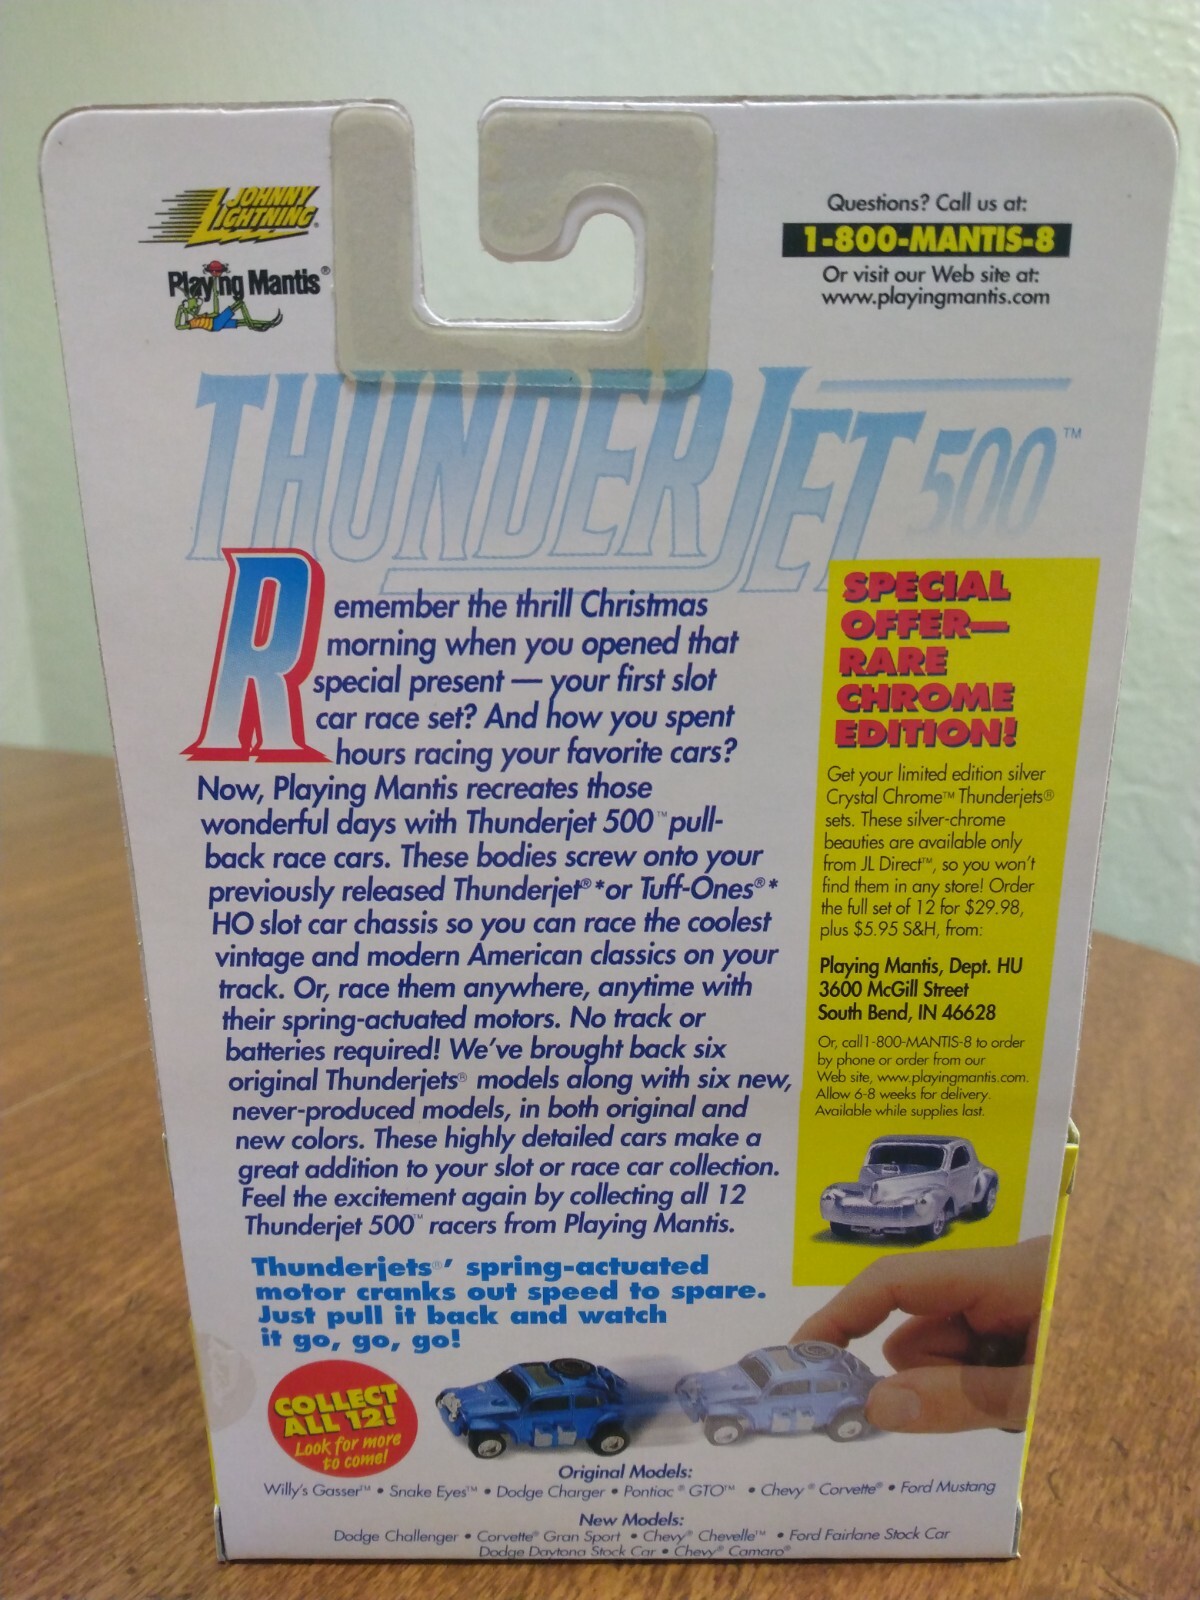 JOHNNY
LIGHTNING®
Playing Mantis®
Questions? Call us at:
1-800-MANTIS-8
Or visit our Web site at:
www.playingmantis.com
THUNDERJET 500™
Remember the thrill Christmas
morning when you opened that
special present — your first slot
car race set? And how you spent
hours racing your favorite cars?
Now, Playing Mantis recreates those
wonderful days with Thunderjet 500™ pull-
back race cars. These bodies screw onto your
previously released Thunderjet®* or Tuff-Ones®*
HO slot car chassis so you can race the coolest
vintage and modern American classics on your
track. Or, race them anywhere, anytime with
their spring-actuated motors. No track or
batteries required! We've brought back six
original Thunderjets® models along with six new,
never-produced models, in both original and
new colors. These highly detailed cars make a
great addition to your slot or race car collection.
Feel the excitement again by collecting all 12
Thunderjet 500™ racers from Playing Mantis.
Thunderjets®' spring-actuated
motor cranks out speed to spare.
Just pull it back and watch
it go, go, go!
SPECIAL
OFFER—
RARE
CHROME
EDITION!
Get your limited edition silver
Crystal Chrome™ Thunderjets®
sets. These silver-chrome
beauties are available only
from JL Direct™, so you won't
find them in any store! Order
the full set of 12 for $29.98,
plus $5.95 S&H, from:
Playing Mantis, Dept. HU
3600 McGill Street
South Bend, IN 46628
Or, call1-800-MANTIS-8 to order
by phone or order from our
Web site, www.playingmantis.com.
Allow 6-8 weeks for delivery.
Available while supplies last.
COLLECT
ALL 12!
Look for more
to come!
Original Models:
Willy's Gasser™ • Snake Eyes™ • Dodge Charger • Pontiac® GTO™ • Chevy® Corvette® • Ford Mustang
New Models:
Dodge Challenger • Corvette® Gran Sport • Chevy® Chevelle™ • Ford Fairlane Stock Car
Dodge Daytona Stock Car • Chevy® Camaro®